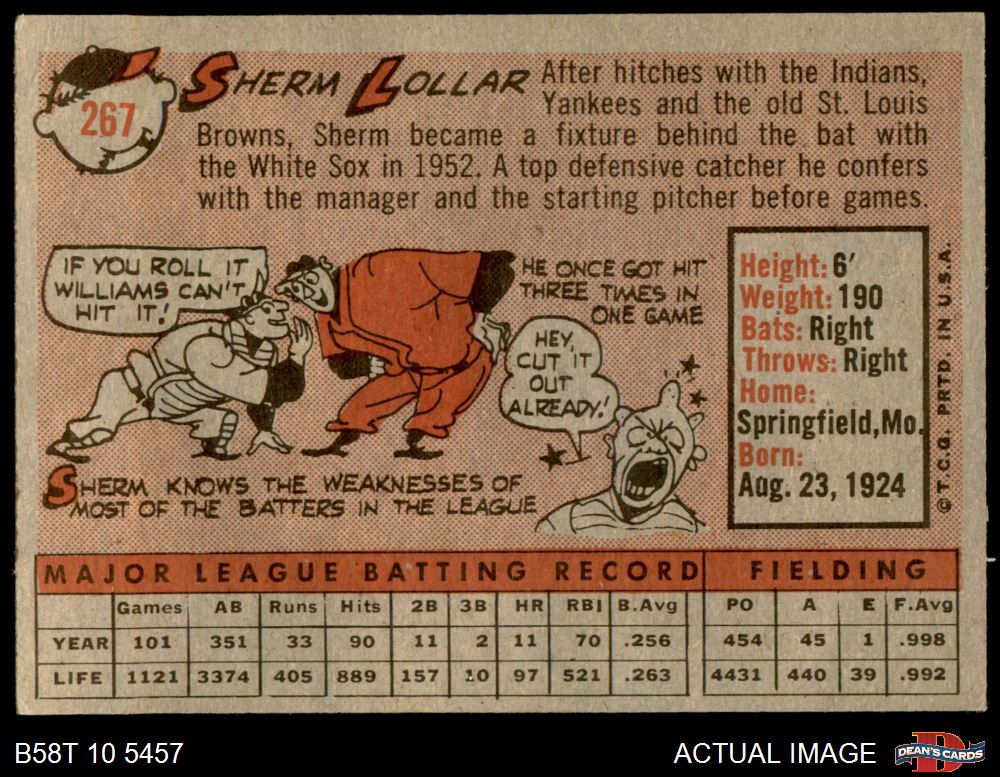 267
SHERM LOLLAR
After hitches with the Indians,
Yankees and the old St. Louis
Browns, Sherm became a fixture behind the bat with
the White Sox in 1952. A top defensive catcher he confers
with the manager and the starting pitcher before games.
IF YOU ROLL IT
WILLIAMS CAN'T
HIT IT!
HE ONCE GOT HIT
THREE TIMES IN
ONE GAME
HEY,
CUT IT
OUT
ALREADY!
SHERM KNOWS THE WEAKNESSES OF
MOST OF THE BATTERS IN THE LEAGUE
Height: 6'
Weight: 190
Bats: Right
Throws: Right
Home:
Springfield, Mo.
Born:
Aug. 23, 1924
© T.C.G. PRTD. IN U.S.A.
MAJOR LEAGUE BATTING RECORD FIELDING
Games AB Runs Hits 2B 3B HR RBI B.Avg PO A E F.Avg
YEAR 101 351 33 90 11 2 11 70 .256 454 45 1 .998
LIFE 1121 3374 405 889 157 10 97 521 .263 4431 440 39 .992
B58T 10 5457
ACTUAL IMAGE
D
DEAN'S CARDS